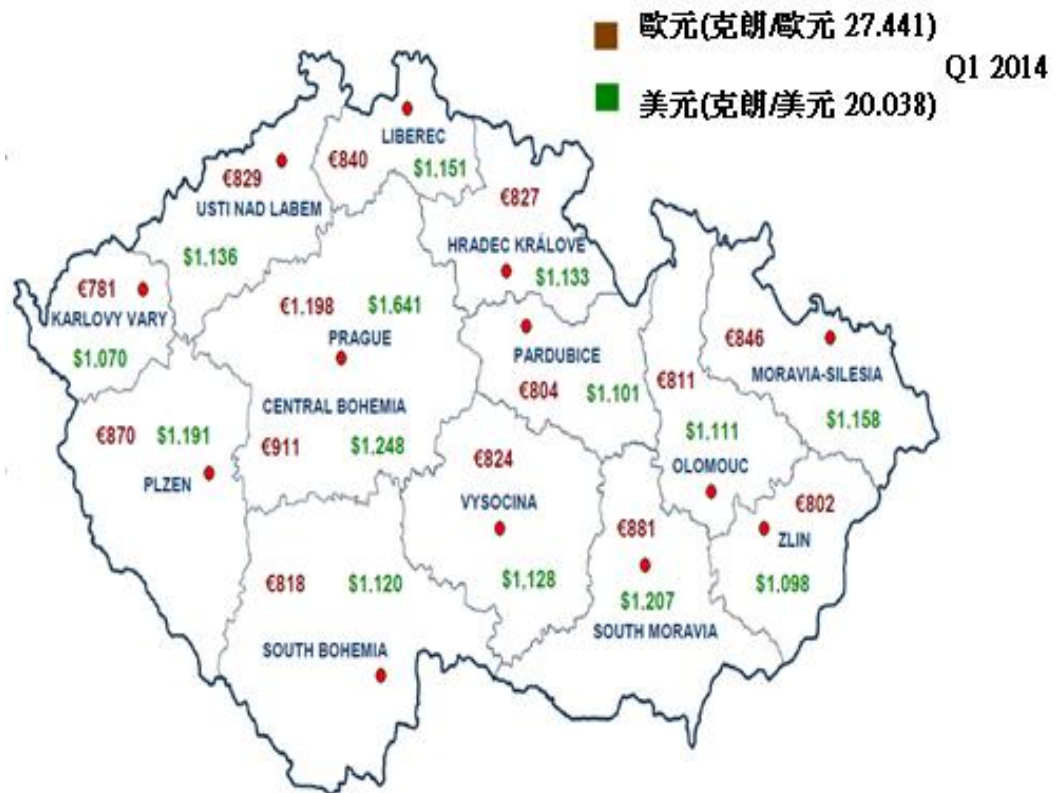 歐元(克朗/歐元 27.441)
Q1 2014
美元(克朗/美元 20.038)
LIBEREC
€840
$1.151
€829
USTI NAD LABEM
$1.136
€827
HRADEC KRÁLOVÉ
$1.133
€781
KARLOVY VARY
$1.070
€1.198 $1.641
PRAGUE
CENTRAL BOHEMIA
€911 $1.248
PARDUBICE
€804 $1.101
€846
MORAVIA-SILESIA
$1.158
€811
$1.111
OLOMOUC
€870 $1.191
PLZEN
€824
VYSOCINA
$1.128
€802
ZLIN
$1.098
€881
$1.207
SOUTH MORAVIA
€818 $1.120
SOUTH BOHEMIA